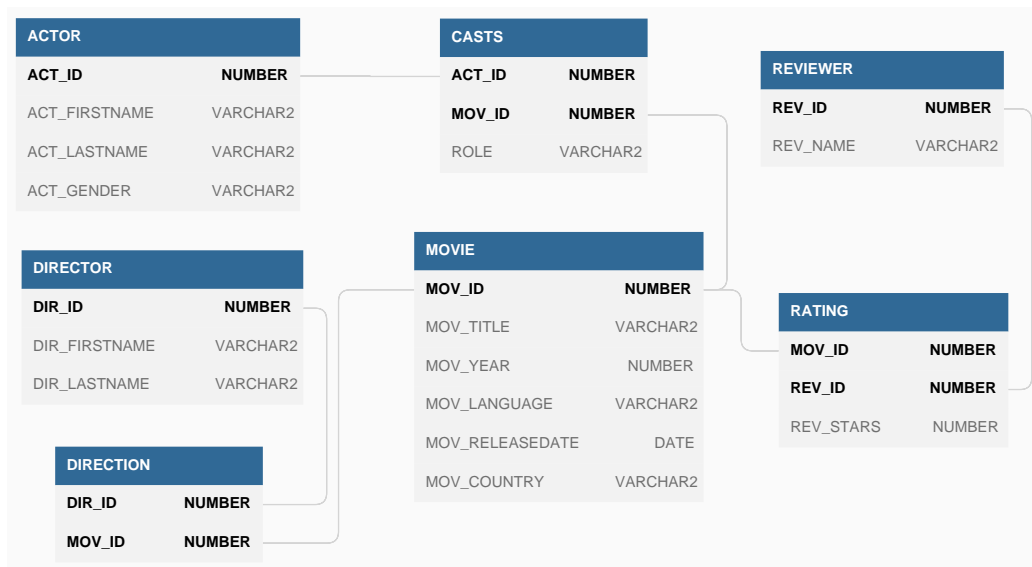 ACTOR
ACT_ID NUMBER
ACT_FIRSTNAME VARCHAR2
ACT_LASTNAME VARCHAR2
ACT_GENDER VARCHAR2
CASTS
ACT_ID NUMBER
MOV_ID NUMBER
ROLE VARCHAR2
REVIEWER
REV_ID NUMBER
REV_NAME VARCHAR2
DIRECTOR
DIR_ID NUMBER
DIR_FIRSTNAME VARCHAR2
DIR_LASTNAME VARCHAR2
MOVIE
MOV_ID NUMBER
MOV_TITLE VARCHAR2
MOV_YEAR NUMBER
MOV_LANGUAGE VARCHAR2
MOV_RELEASEDATE DATE
MOV_COUNTRY VARCHAR2
RATING
MOV_ID NUMBER
REV_ID NUMBER
REV_STARS NUMBER
DIRECTION
DIR_ID NUMBER
MOV_ID NUMBER